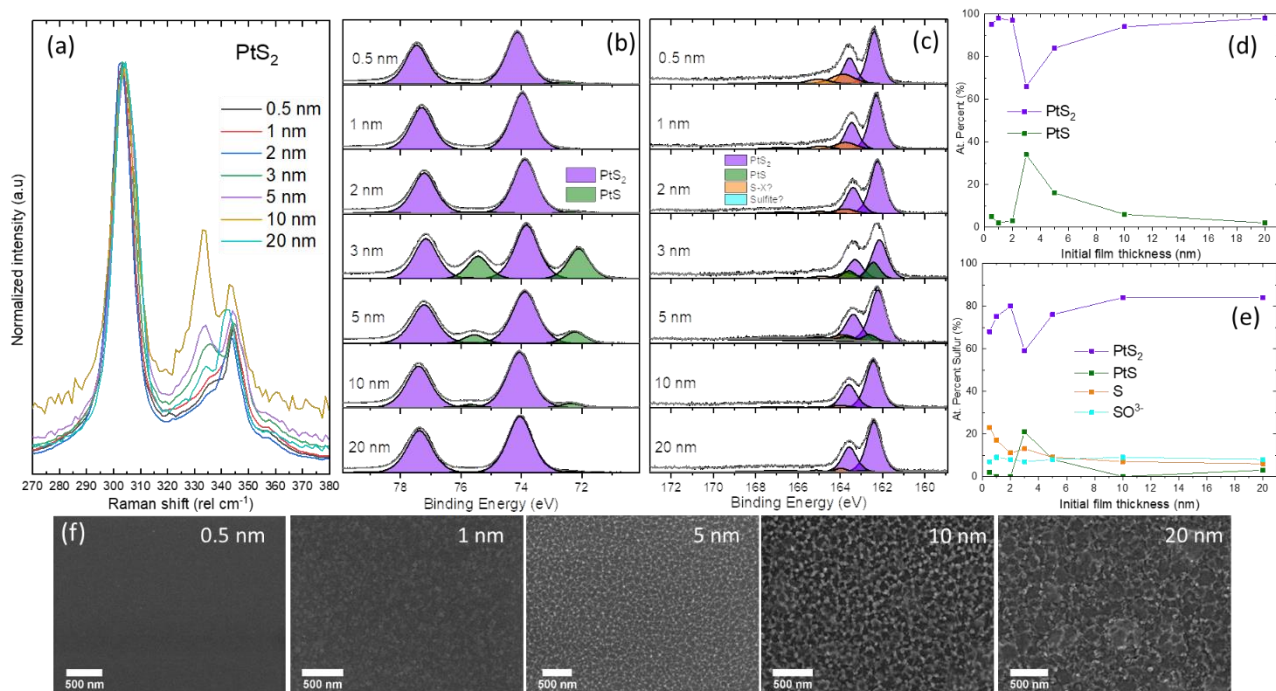 (a)
PtS₂
0.5 nm
1 nm
2 nm
3 nm
5 nm
10 nm
20 nm
Normalized intensity (a.u)
270 280 290 300 310 320 330 340 350 360 370 380
Raman shift (rel cm⁻¹)
(b)
0.5 nm
1 nm
2 nm
PtS₂
PtS
3 nm
5 nm
10 nm
20 nm
78 76 74 72
Binding Energy (eV)
(c)
0.5 nm
1 nm
PtS₂
PtS
S-X?
Sulfite?
2 nm
3 nm
5 nm
10 nm
20 nm
172 170 168 166 164 162 160
Binding Energy (eV)
(d)
100
80
60
40
20
0
At. Percent (%)
PtS₂
PtS
0 2 4 6 8 10 12 14 16 18 20
Initial film thickness (nm)
(e)
100
80
60
40
20
0
At. Percent Sulfur (%)
PtS₂
PtS
S
SO³⁻
0 2 4 6 8 10 12 14 16 18 20
Initial film thickness (nm)
(f)
0.5 nm
500 nm
1 nm
500 nm
5 nm
500 nm
10 nm
500 nm
20 nm
500 nm